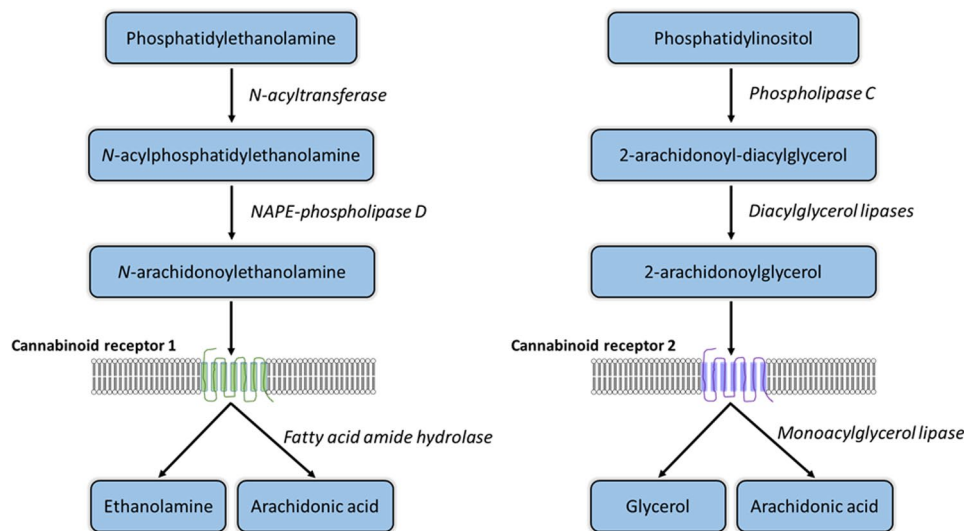 Phosphatidylethanolamine
N-acyltransferase
N-acylphosphatidylethanolamine
NAPE-phospholipase D
N-arachidonoylethanolamine
Cannabinoid receptor 1
Fatty acid amide hydrolase
Ethanolamine
Arachidonic acid
Phosphatidylinositol
Phospholipase C
2-arachidonoyl-diacylglycerol
Diacylglycerol lipases
2-arachidonoylglycerol
Cannabinoid receptor 2
Monoacylglycerol lipase
Glycerol
Arachidonic acid